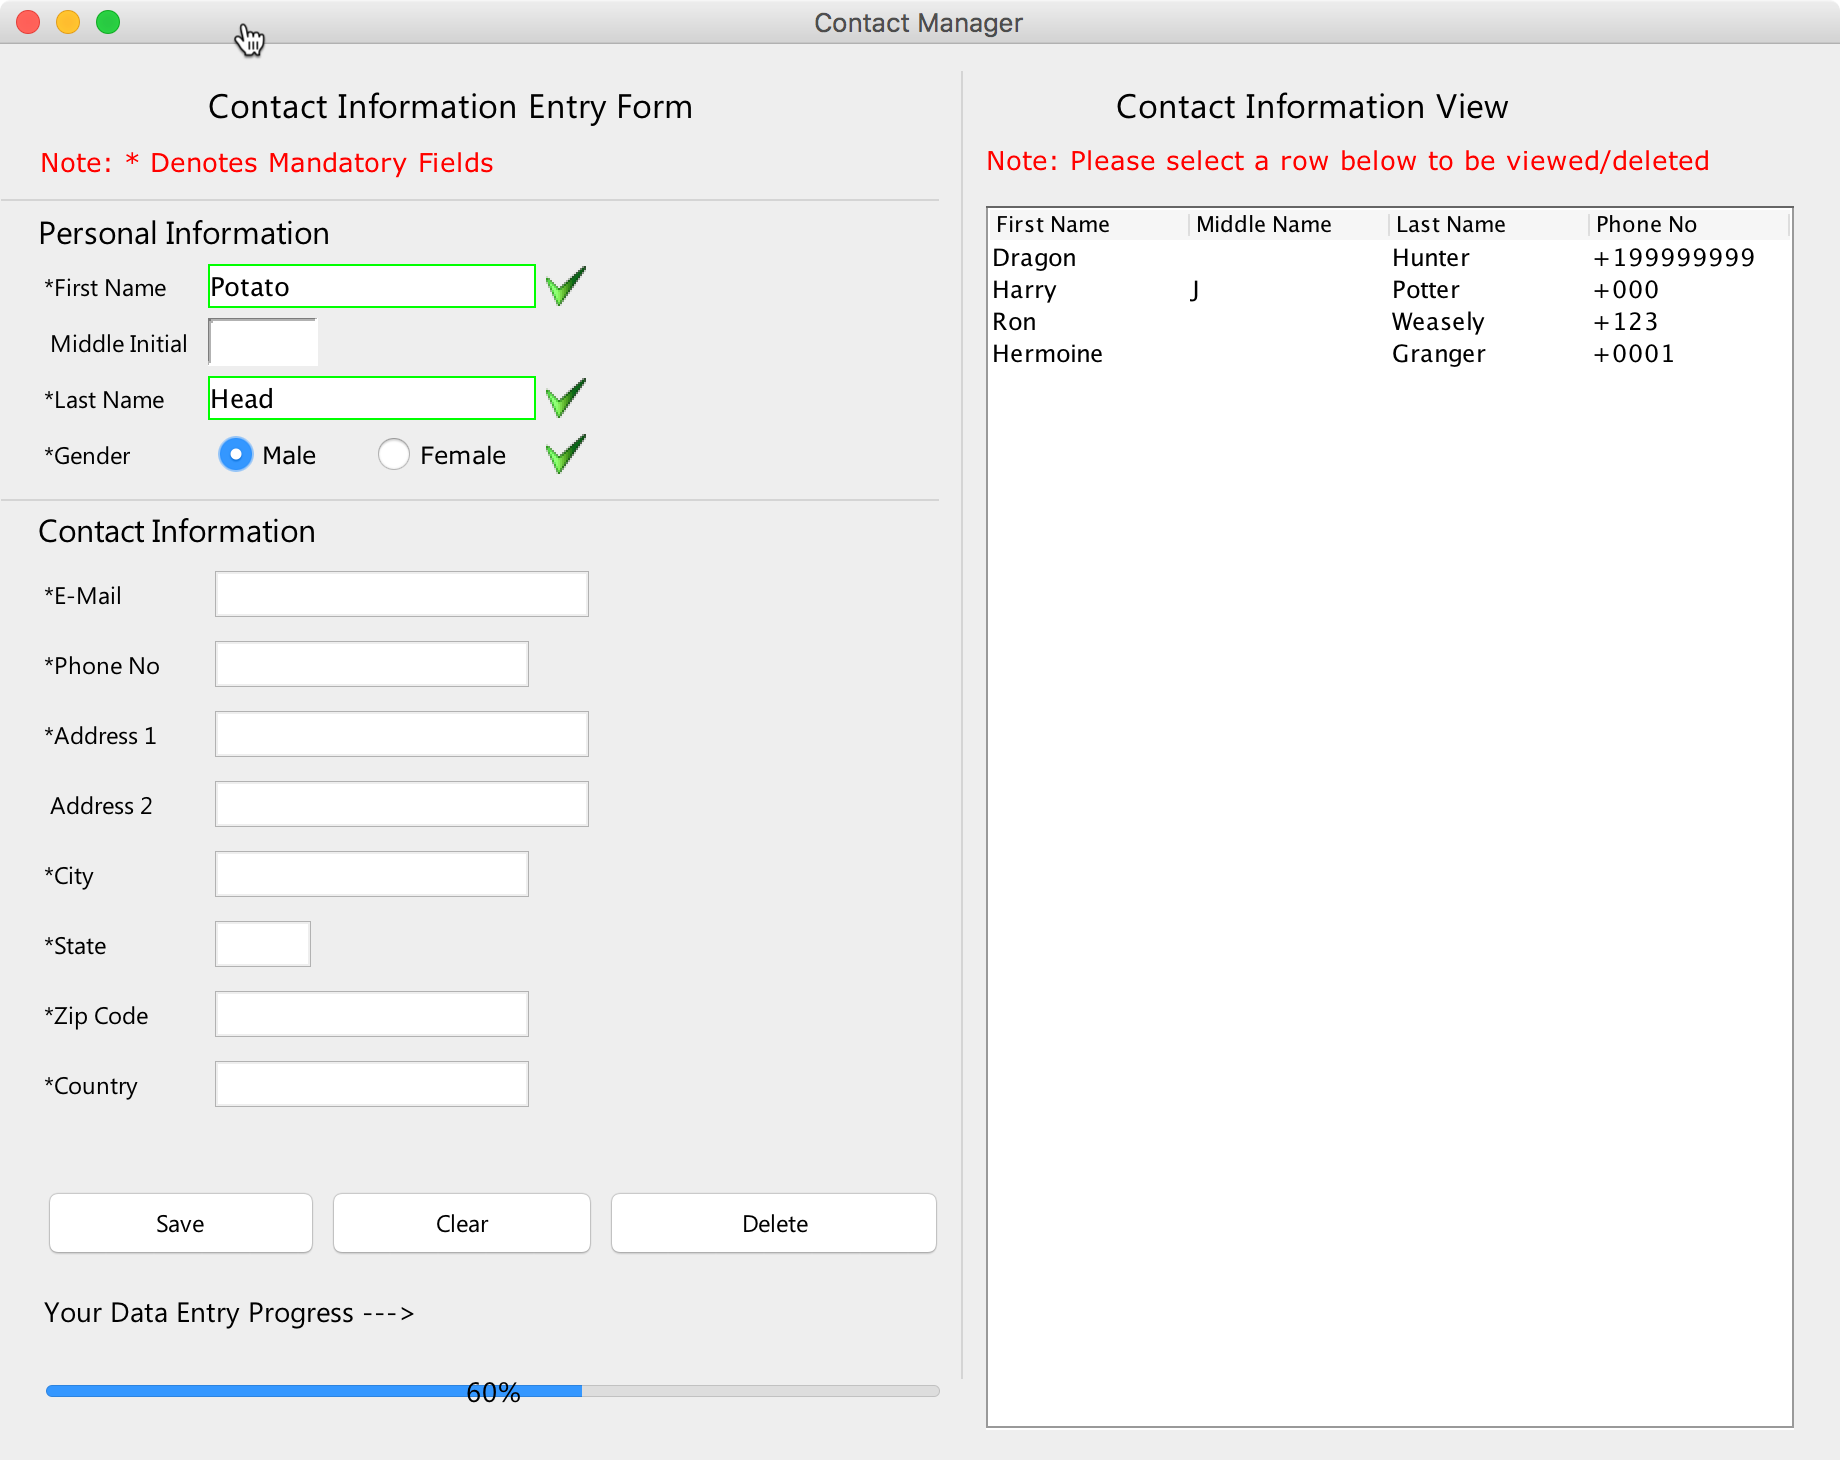 Contact Manager
Contact Information Entry Form
Note: * Denotes Mandatory Fields
Personal Information
*First Name Potato
Middle Initial
*Last Name Head
*Gender Male Female
Contact Information
*E-Mail
*Phone No
*Address 1
Address 2
*City
*State
*Zip Code
*Country
Save Clear Delete
Your Data Entry Progress --->
60%
Contact Information View
Note: Please select a row below to be viewed/deleted
First Name Middle Name Last Name Phone No
Dragon Hunter +199999999
Harry J Potter +000
Ron Weasely +123
Hermoine Granger +0001